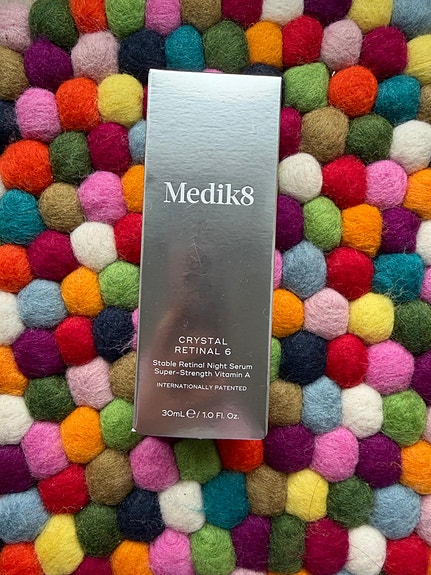 Medik8
CRYSTAL
RETINAL 6
Stable Retinal Night Serum
Super-Strength Vitamin A
INTERNATIONALLY PATENTED
30mL℮/ 1.0 Fl. Oz.